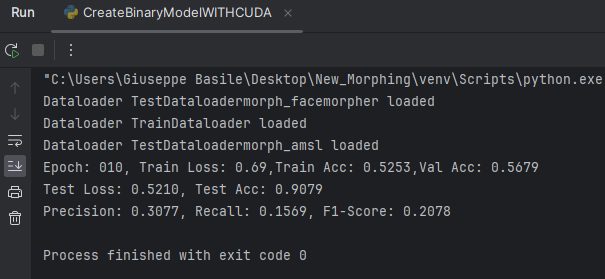 Run
CreateBinaryModelWITHCUDA
"C:\Users\Giuseppe Basile\Desktop\New_Morphing\venv\Scripts\python.exe
Dataloader TestDataloadermorph_facemorpher loaded
Dataloader TrainDataloader loaded
Dataloader TestDataloadermorph_amsl loaded
Epoch: 010, Train Loss: 0.69,Train Acc: 0.5253,Val Acc: 0.5679
Test Loss: 0.5210, Test Acc: 0.9079
Precision: 0.3077, Recall: 0.1569, F1-Score: 0.2078
Process finished with exit code 0